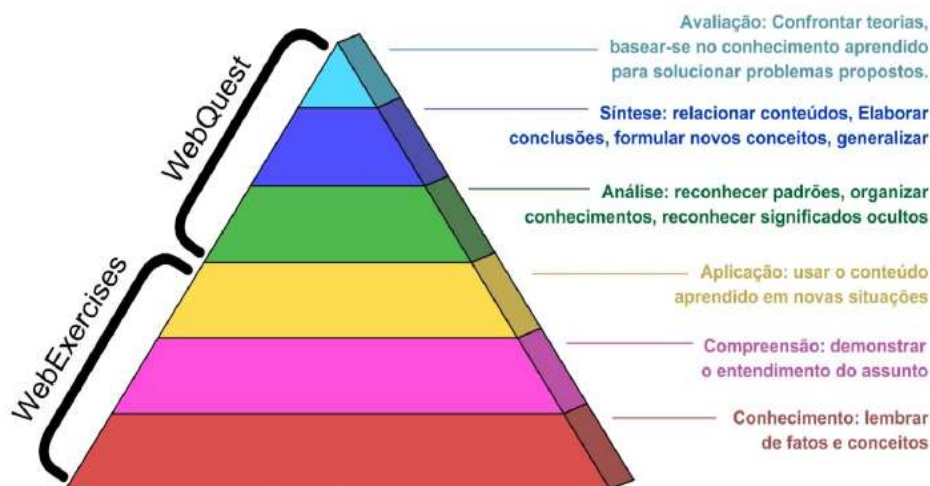 WebQuest
WebExercises
Avaliação: Confrontar teorias,
basear-se no conhecimento aprendido
para solucionar problemas propostos.
Síntese: relacionar conteúdos, Elaborar
conclusões, formular novos conceitos, generalizar
Análise: reconhecer padrões, organizar
conhecimentos, reconhecer significados ocultos
Aplicação: usar o conteúdo
aprendido em novas situações
Compreensão: demonstrar
o entendimento do assunto
Conhecimento: lembrar
de fatos e conceitos